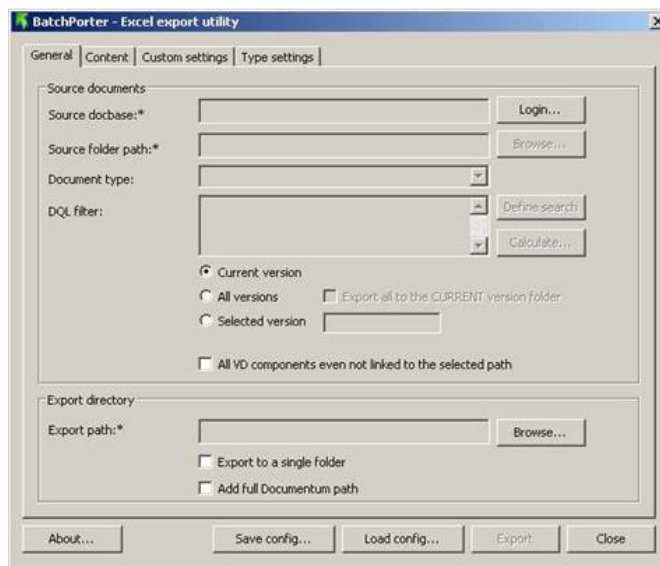 BatchPorter - Excel export utility
General Content Custom settings Type settings
Source documents
Source docbase:* Login...
Source folder path:* Browse...
Document type:
DQL filter: Define search
Calculate...
Current version
All versions Export all to the CURRENT version folder
Selected version
All VD components even not linked to the selected path
Export directory
Export path:* Browse...
Export to a single folder
Add full Documentum path
About... Save config... Load config... Export Close